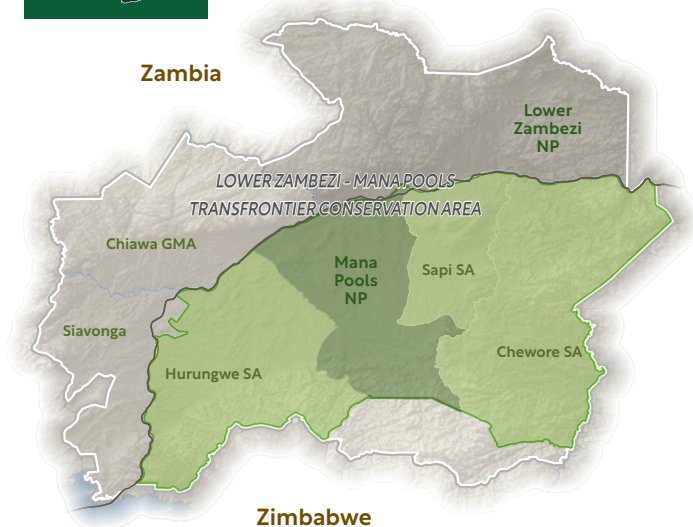 Zambia
Lower
Zambezi
NP
LOWER ZAMBEZI - MANA POOLS
TRANSFRONTIER CONSERVATION AREA
Chiawa GMA
Mana
Pools
NP
Sapi SA
Siavonga
Chewore SA
Hurungwe SA
Zimbabwe